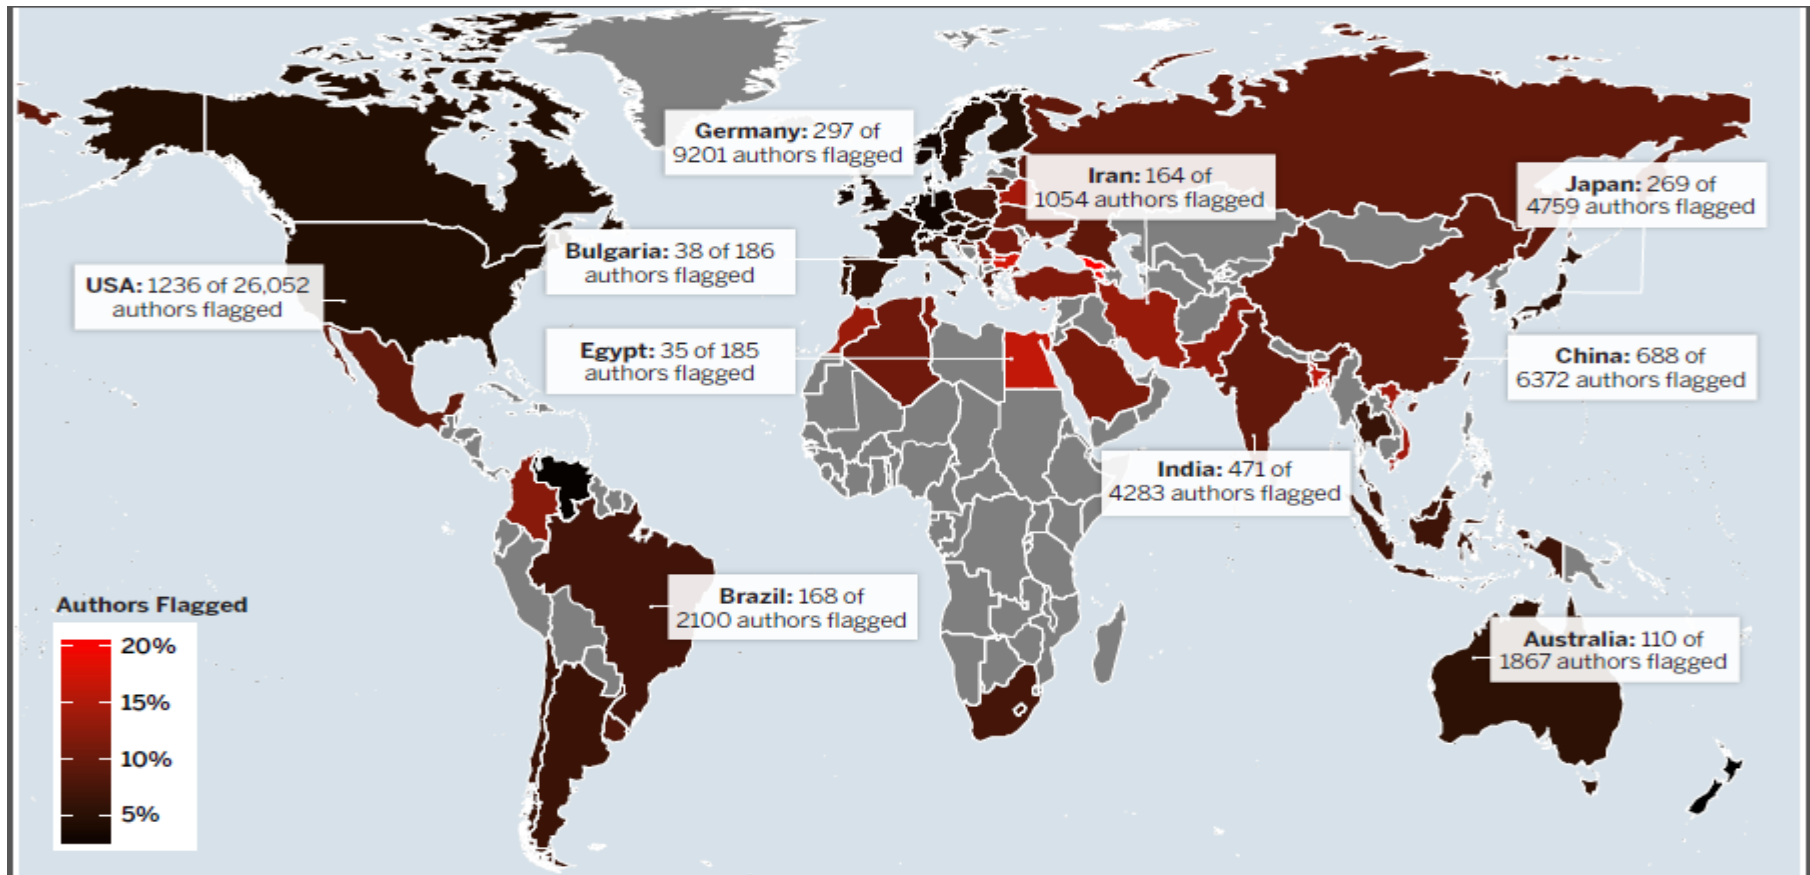 Germany: 297 of
9201 authors flagged
Iran: 164 of
1054 authors flagged
Japan: 269 of
4759 authors flagged
Bulgaria: 38 of 186
authors flagged
USA: 1236 of 26,052
authors flagged
Egypt: 35 of 185
authors flagged
China: 688 of
6372 authors flagged
India: 471 of
4283 authors flagged
Brazil: 168 of
2100 authors flagged
Australia: 110 of
1867 authors flagged
Authors Flagged
20%
15%
10%
5%